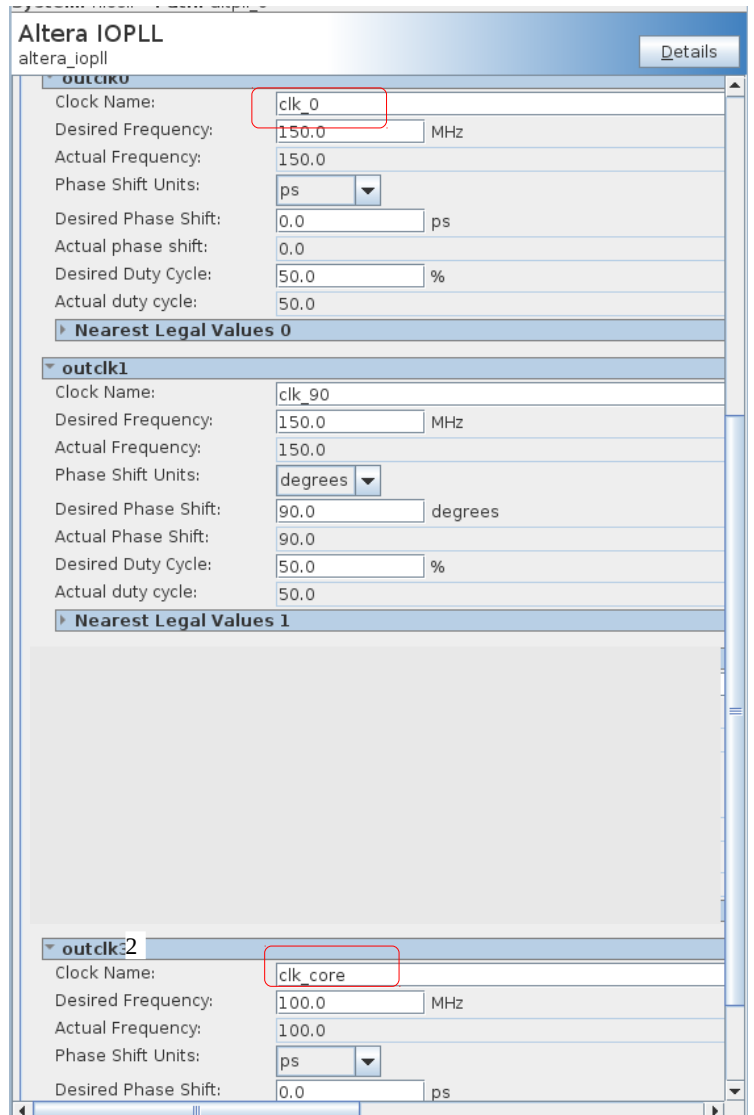 Altera IOPLL
altera_iopll
Details
outclk0
Clock Name: clk_0
Desired Frequency: 150.0 MHz
Actual Frequency: 150.0
Phase Shift Units: ps
Desired Phase Shift: 0.0 ps
Actual phase shift: 0.0
Desired Duty Cycle: 50.0 %
Actual duty cycle: 50.0
Nearest Legal Values 0
outclk1
Clock Name: clk_90
Desired Frequency: 150.0 MHz
Actual Frequency: 150.0
Phase Shift Units: degrees
Desired Phase Shift: 90.0 degrees
Actual Phase Shift: 90.0
Desired Duty Cycle: 50.0 %
Actual duty cycle: 50.0
Nearest Legal Values 1
outclk2
Clock Name: clk_core
Desired Frequency: 100.0 MHz
Actual Frequency: 100.0
Phase Shift Units: ps
Desired Phase Shift: 0.0 ps